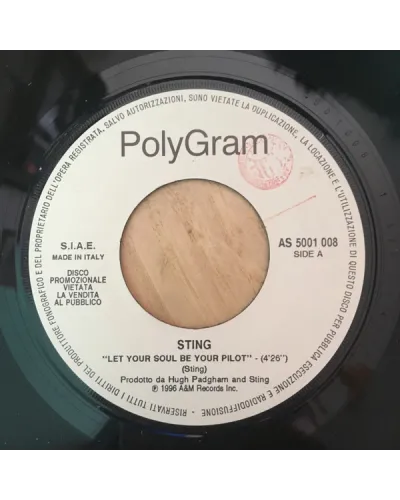 SALVO AUTORIZZAZIONI, SONO VIETATE LA DUPLICAZIONE, LA LOCAZIONE E L'UTILIZZAZIONE DI QUESTO DISCO PER PUBBLICA ESECUZIONE E RADIODIFFUSIONE -
RISERVATI TUTTI I DIRITTI DEL PRODUTTORE FONOGRAFICO E DEL PROPRIETARIO DELL'OPERA REGISTRATA.
PolyGram
S.I.A.E.
MADE IN ITALY
DISCO
PROMOZIONALE
VIETATA
LA VENDITA
AL PUBBLICO
AS 5001 008
SIDE A
STING
"LET YOUR SOUL BE YOUR PILOT" - (4'26")
(Sting)
Prodotto da Hugh Padgham and Sting
℗ 1996 A&M Records Inc.